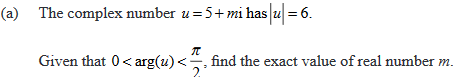 (a) The complex number u = 5 + mi has |u| = 6.
Given that 0 < arg(u) < π/2, find the exact value of real number m.